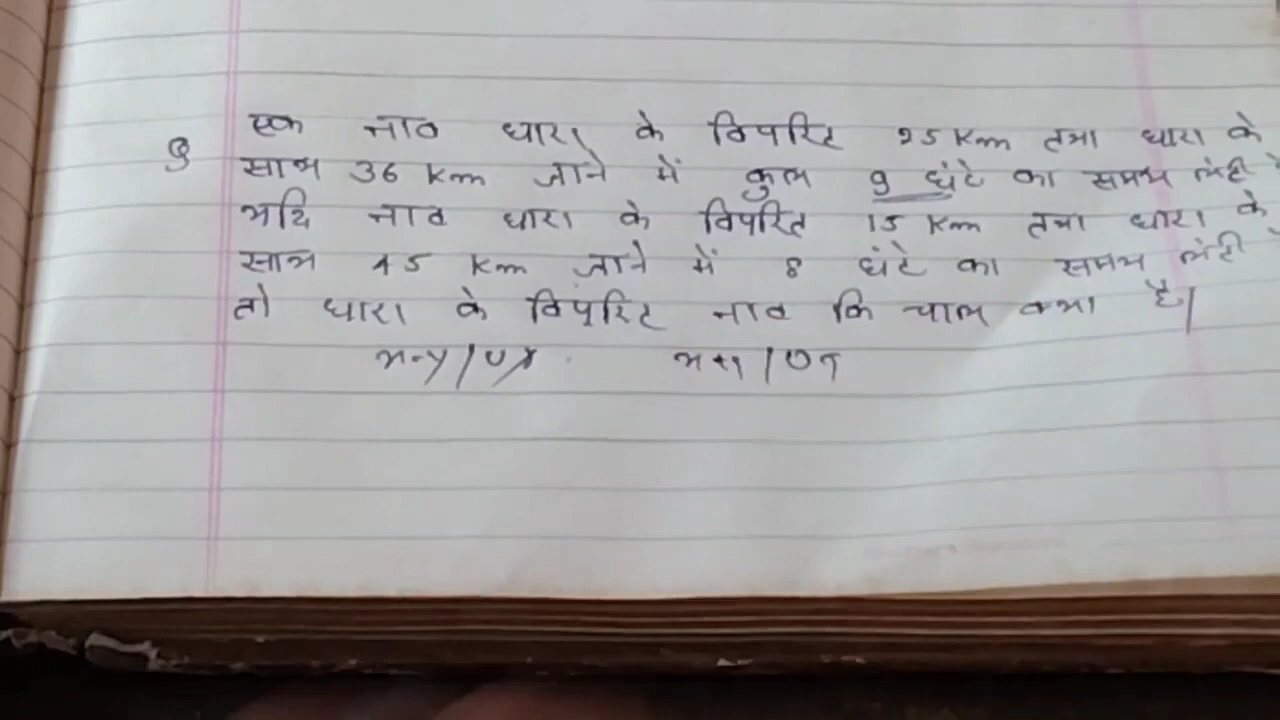 Q एक नाव धारा के विपरित 25 Km तथा धारा के
साथ 36 Km जाने में कुल 9 घंटे का समय लेती
यदि नाव धारा के विपरित 15 Km तथा धारा के
साथ 45 Km जाने में 8 घंटे का समय लेती
तो धारा के विपरित नाव कि चाल क्या है|
x-y / U x+y / D